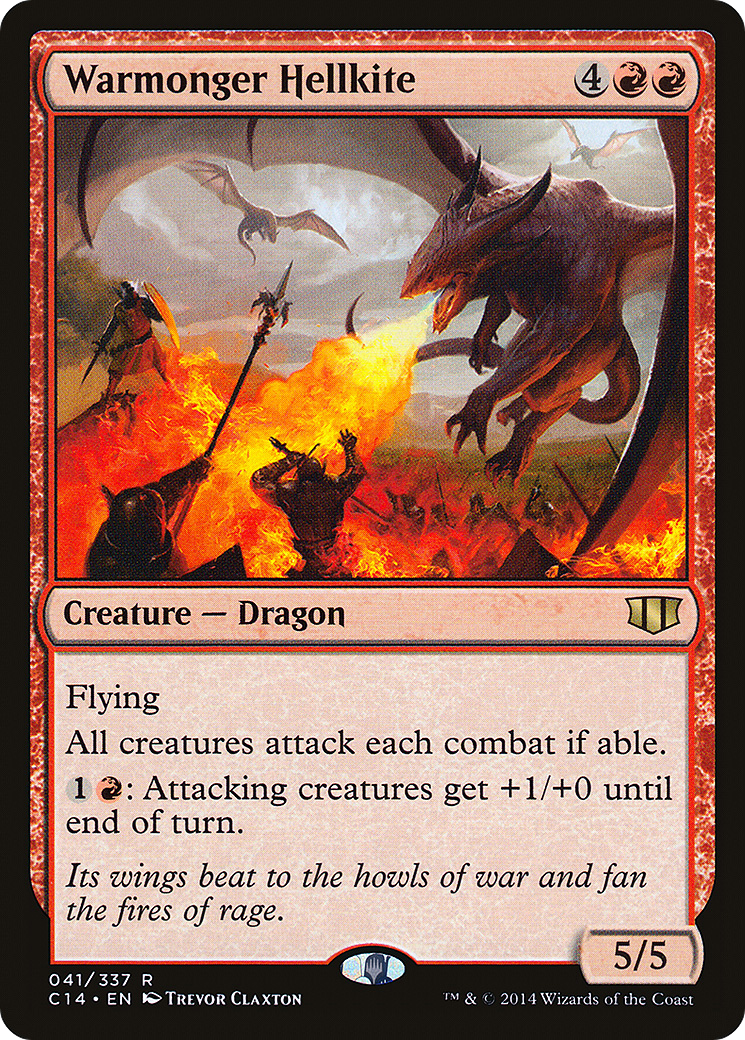 Warmonger Hellkite 4
Creature — Dragon
Flying
All creatures attack each combat if able.
1 : Attacking creatures get +1/+0 until
end of turn.
Its wings beat to the howls of war and fan
the fires of rage.
5/5
041/337 R
C14 • EN Trevor Claxton
™ & © 2014 Wizards of the Coast